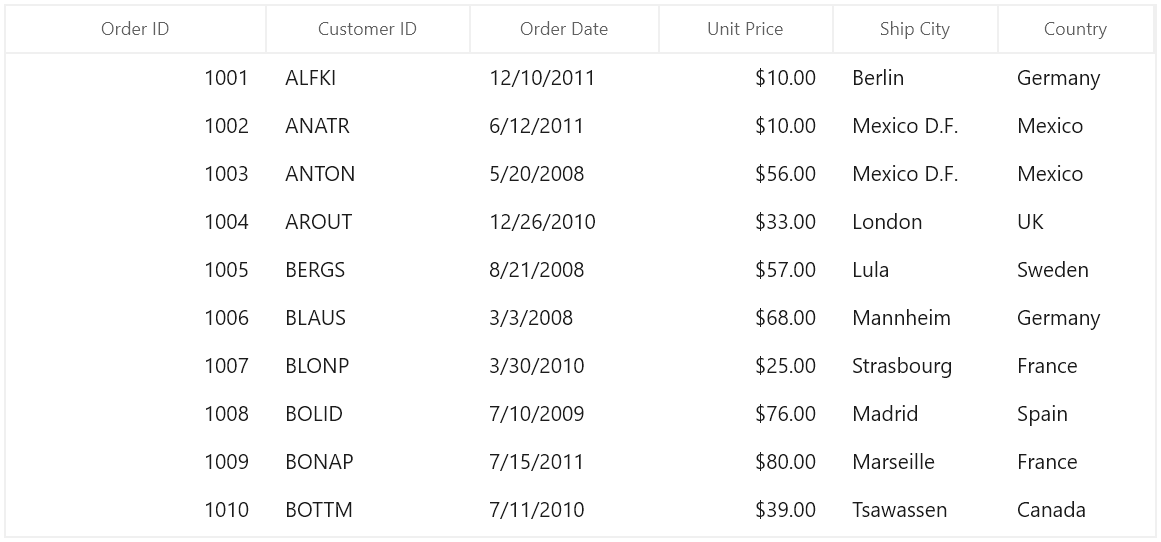 Order ID Customer ID Order Date Unit Price Ship City Country
1001 ALFKI 12/10/2011 $10.00 Berlin Germany
1002 ANATR 6/12/2011 $10.00 Mexico D.F. Mexico
1003 ANTON 5/20/2008 $56.00 Mexico D.F. Mexico
1004 AROUT 12/26/2010 $33.00 London UK
1005 BERGS 8/21/2008 $57.00 Lula Sweden
1006 BLAUS 3/3/2008 $68.00 Mannheim Germany
1007 BLONP 3/30/2010 $25.00 Strasbourg France
1008 BOLID 7/10/2009 $76.00 Madrid Spain
1009 BONAP 7/15/2011 $80.00 Marseille France
1010 BOTTM 7/11/2010 $39.00 Tsawassen Canada